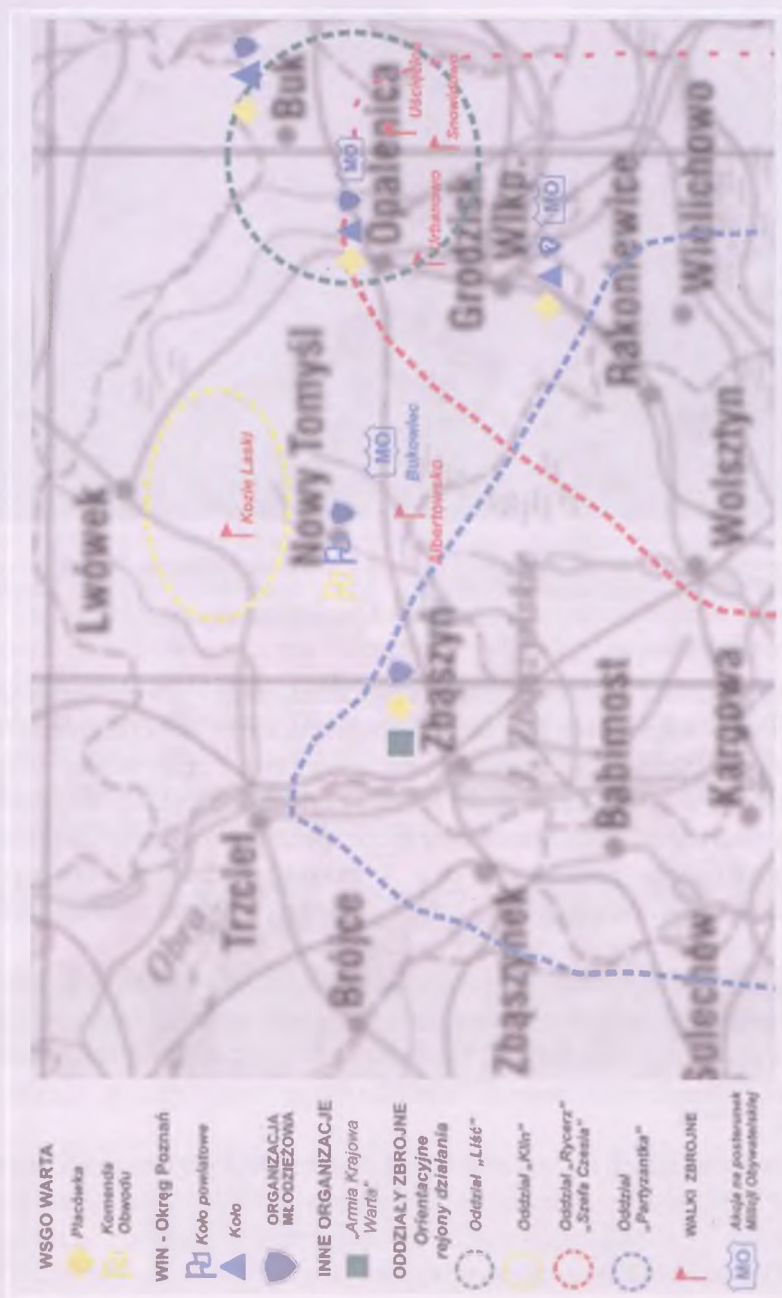 Lwówek
Buk
Kozie Laski
Trzciel
Obra
Nowy Tomyśl
MO
Opalenica
Uścięcice
Snowidowo
Urbanowo
MO
Bukowiec
Albertowsko
Brójce
Zbąszyń
Grodzisk
Wlkp.
?
MO
Zbąszynek
Babimost
Rakoniewice
Sulechów
Kargowa
Wolsztyn
Wielichowo
WSGO WARTA
Placówka
Komenda
Obwodu
WIN - Okręg Poznań
Koło powiatowe
Koło
ORGANIZACJA
MŁODZIEŻOWA
INNE ORGANIZACJE
„Armia Krajowa
Warta"
ODDZIAŁY ZBROJNE
Orientacyjne
rejony działania
Oddział „Liść"
Oddział „Klin"
Oddział „Rycerz"
„Szefa Czesia"
Oddział
„Partyzantka"
WALKI ZBROJNE
MO
Akcje na posterunek
Milicji Obywatelskiej